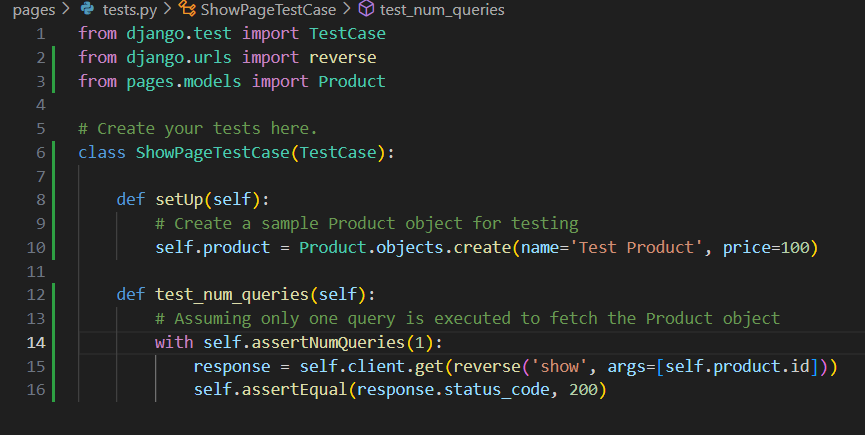 pages > tests.py > ShowPageTestCase > test_num_queries
1 from django.test import TestCase
2 from django.urls import reverse
3 from pages.models import Product
4
5 # Create your tests here.
6 class ShowPageTestCase(TestCase):
7
8     def setUp(self):
9         # Create a sample Product object for testing
10         self.product = Product.objects.create(name='Test Product', price=100)
11
12     def test_num_queries(self):
13         # Assuming only one query is executed to fetch the Product object
14         with self.assertNumQueries(1):
15             response = self.client.get(reverse('show', args=[self.product.id]))
16             self.assertEqual(response.status_code, 200)